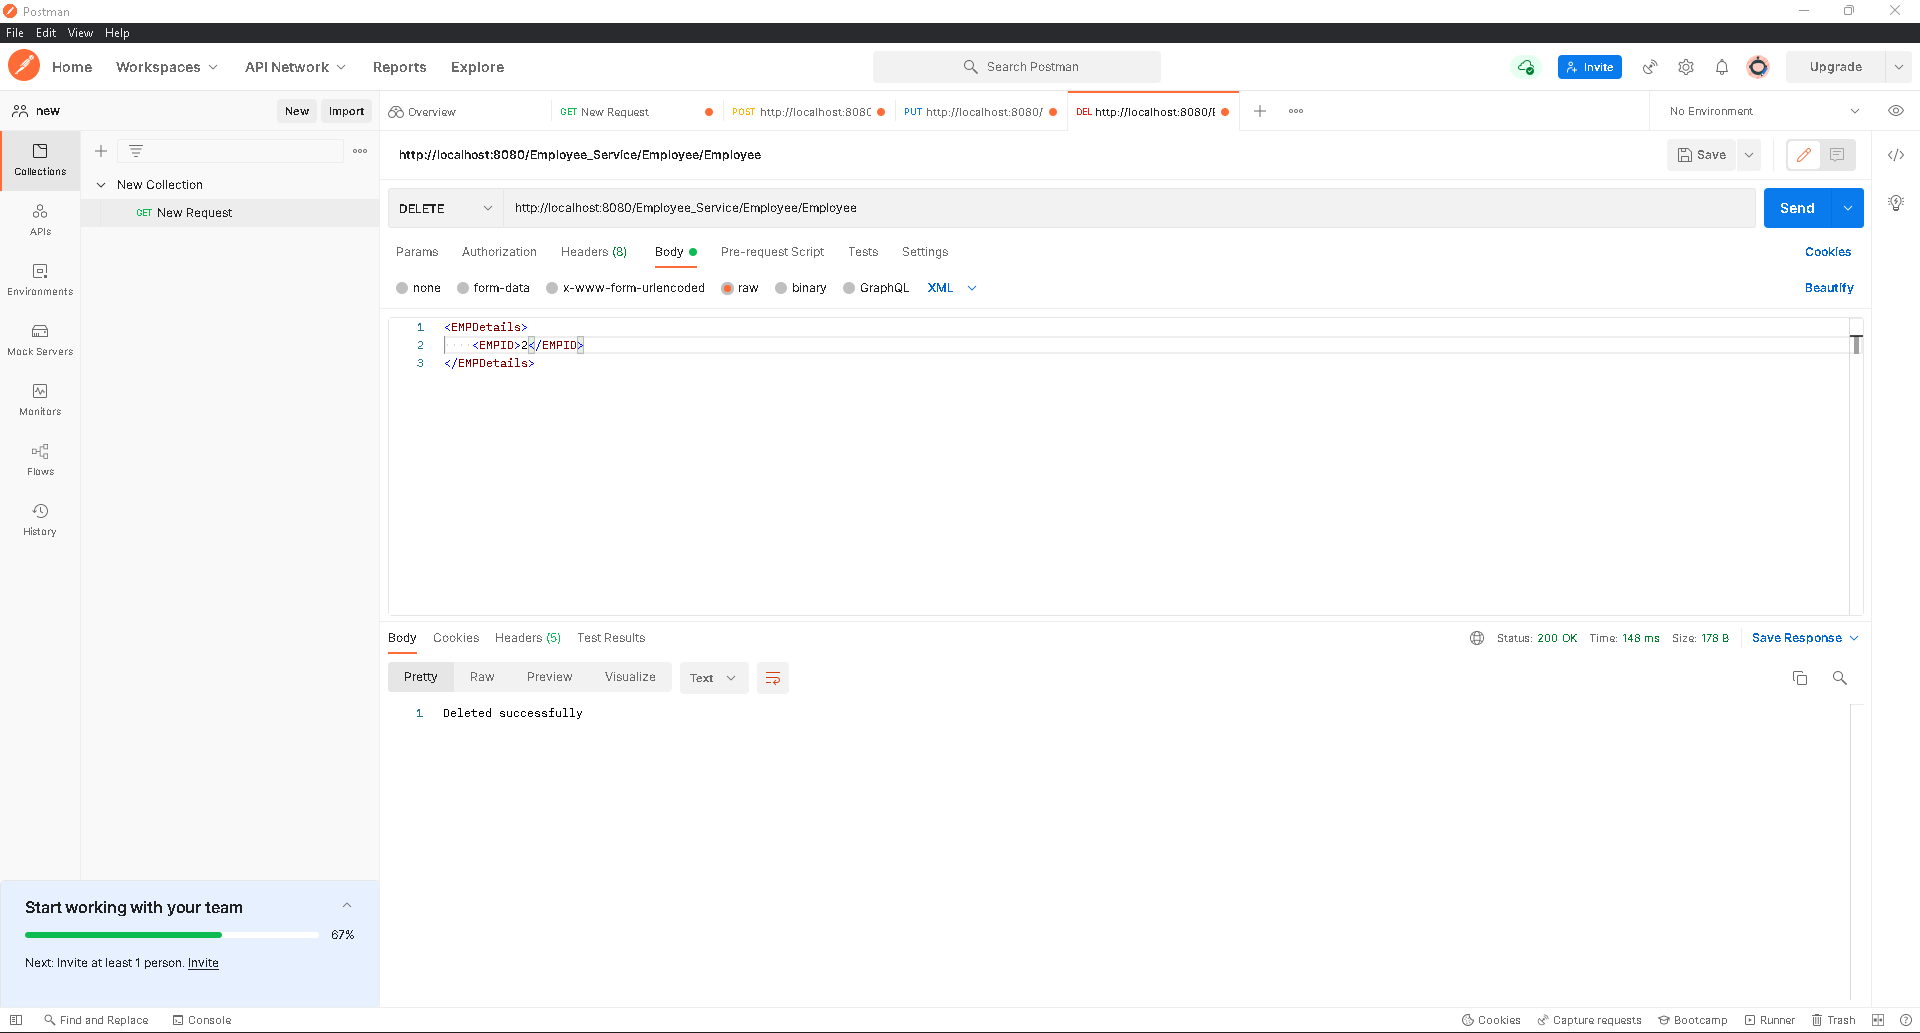 Postman
File Edit View Help
Home Workspaces API Network Reports Explore Search Postman Invite Upgrade
new New Import Overview GET New Request POST http://localhost:8080 PUT http://localhost:8080/ DEL http://localhost:8080/E No Environment
Collections
http://localhost:8080/Employee_Service/Employee/Employee Save
New Collection
GET New Request
DELETE http://localhost:8080/Employee_Service/Employee/Employee Send
APIs
Params Authorization Headers (8) Body Pre-request Script Tests Settings Cookies
Environments
none form-data x-www-form-urlencoded raw binary GraphQL XML Beautify
1 <EMPDetails>
2 <EMPID>2</EMPID>
3 </EMPDetails>
Mock Servers
Monitors
Flows
History
Body Cookies Headers (5) Test Results Status: 200 OK Time: 148 ms Size: 178 B Save Response
Pretty Raw Preview Visualize Text
1 Deleted successfully
Start working with your team
67%
Next: Invite at least 1 person. Invite
Find and Replace Console Cookies Capture requests Bootcamp Runner Trash